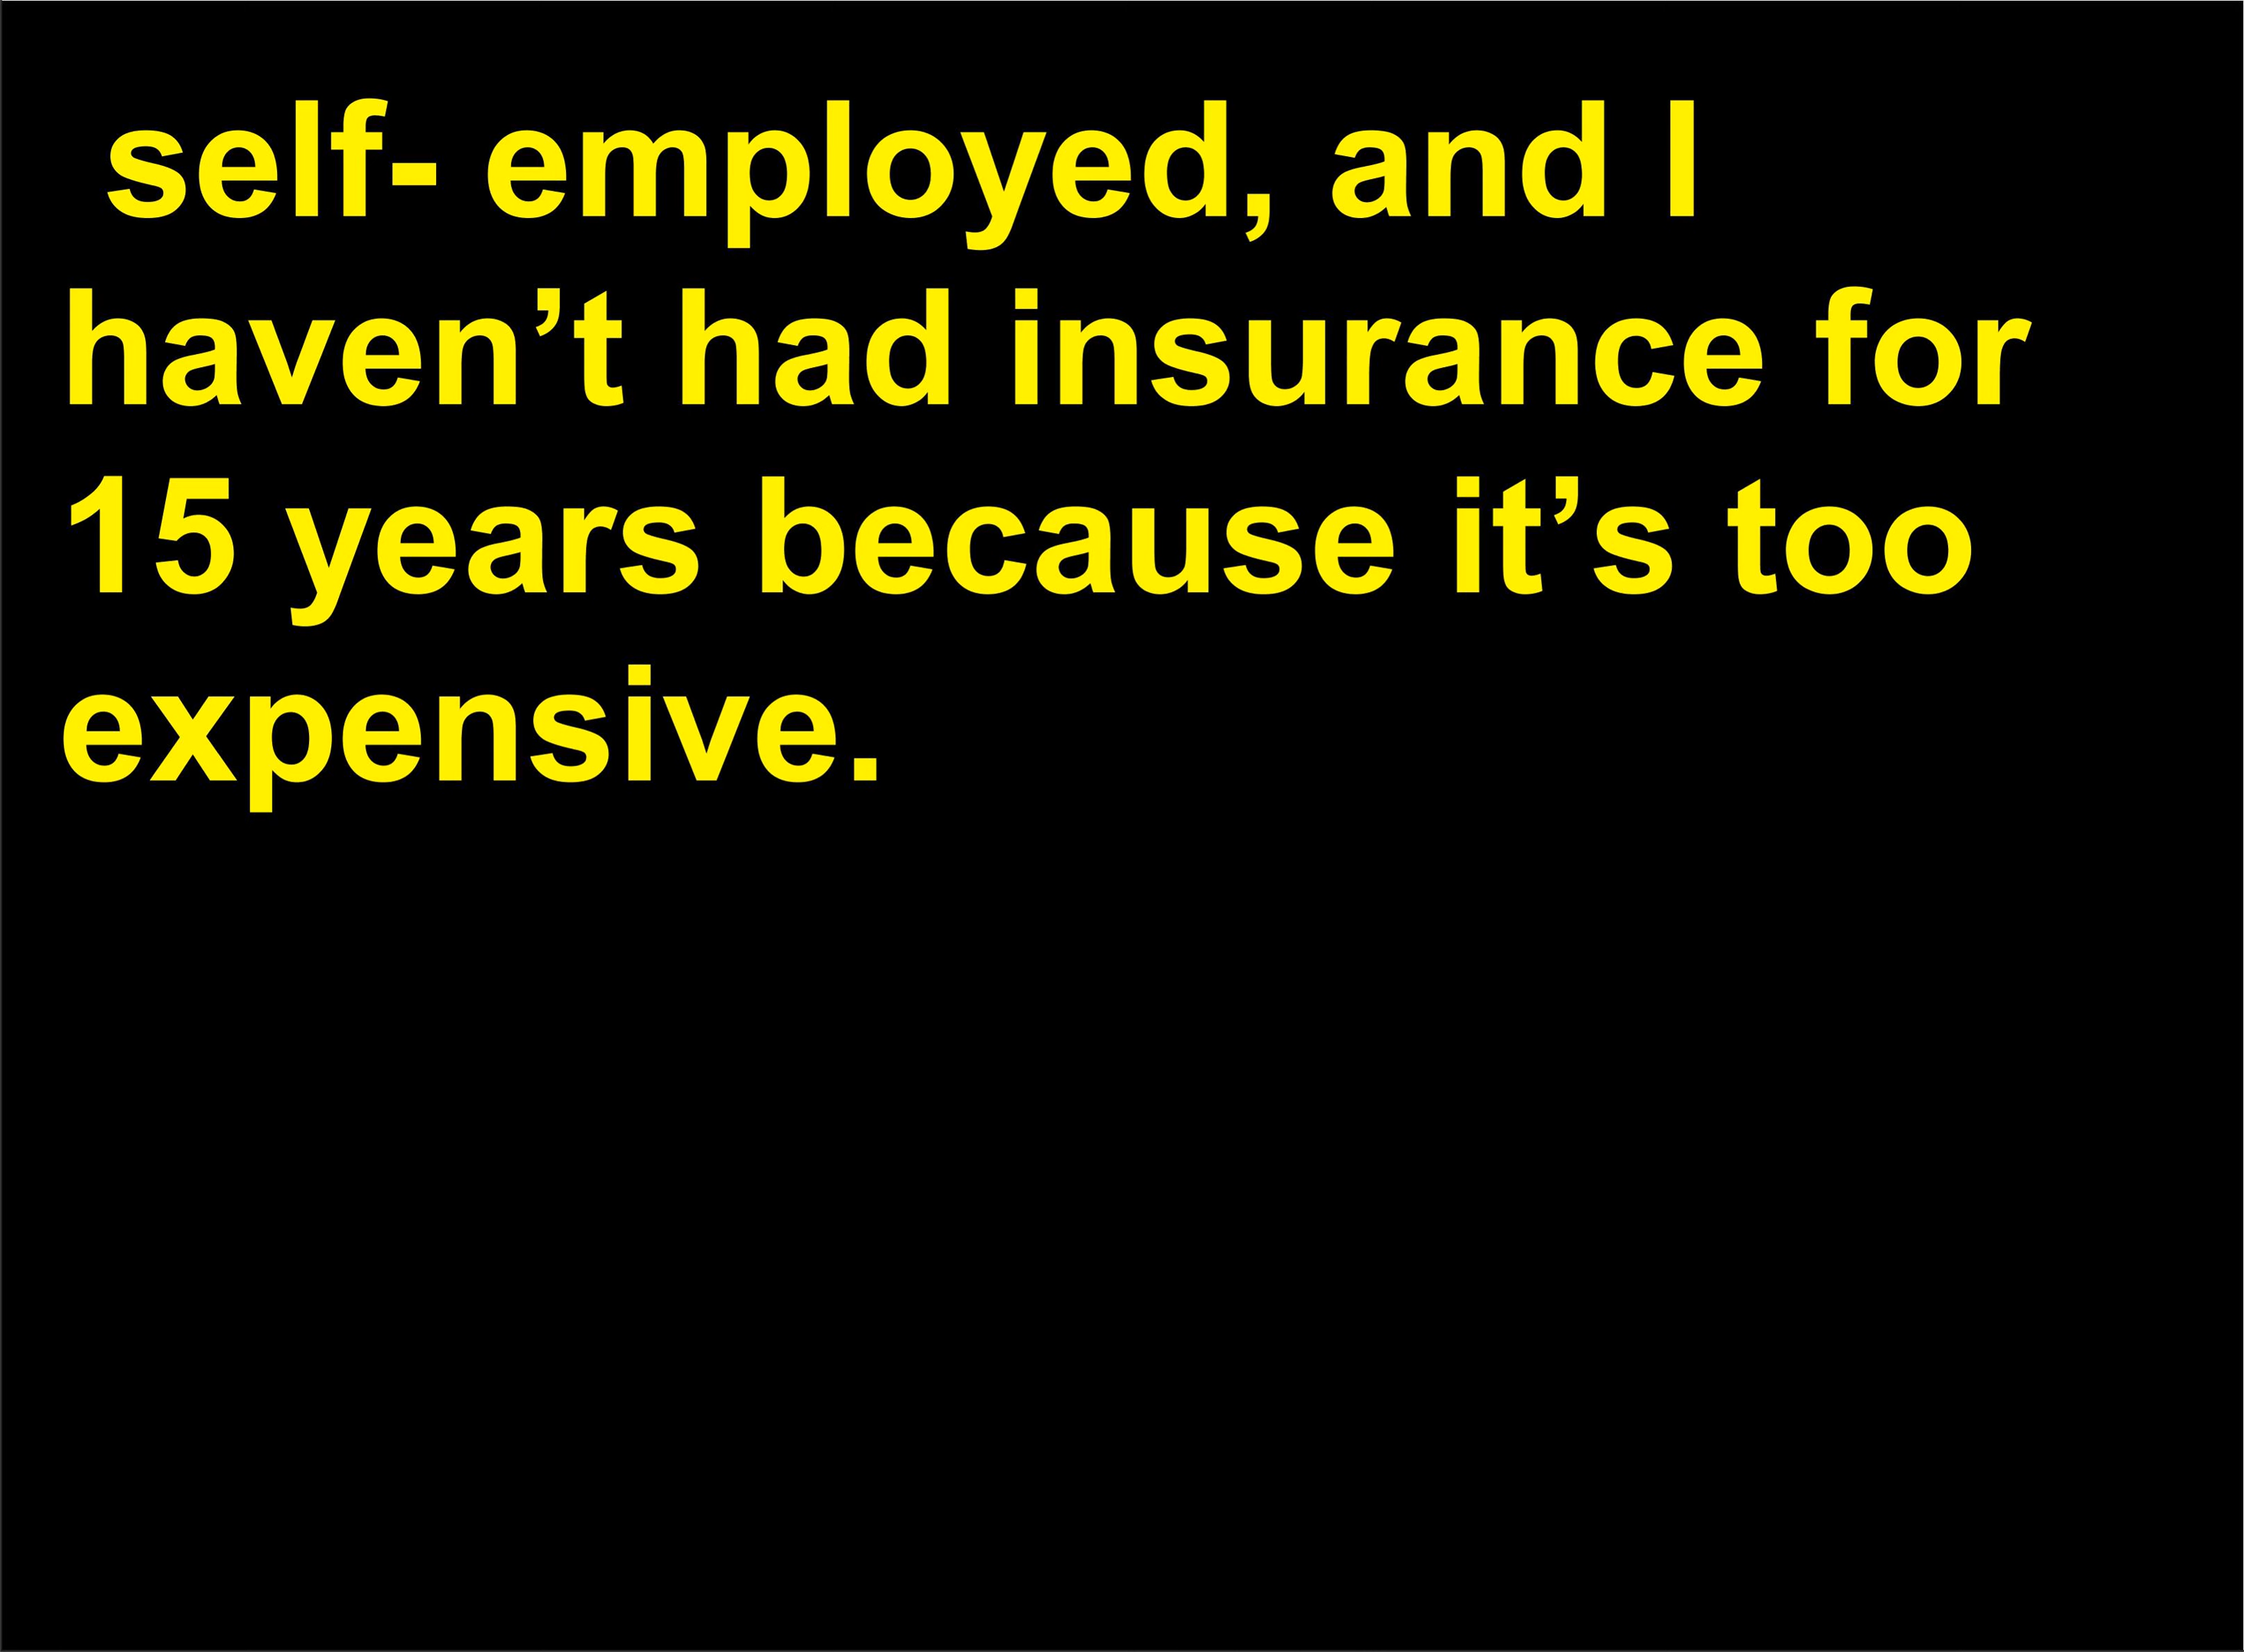 self- employed, and I
haven’t had insurance for
15 years because it’s too
expensive.